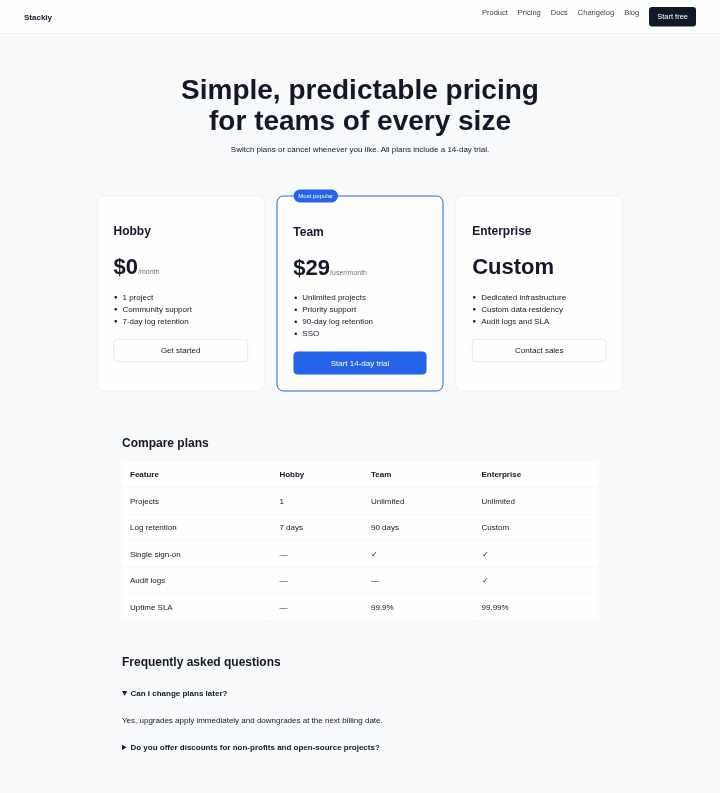 Stackly
Product Pricing Docs Changelog Blog Start free
Simple, predictable pricing
for teams of every size
Switch plans or cancel whenever you like. All plans include a 14-day trial.
Hobby
$0/month
• 1 project
• Community support
• 7-day log retention
Get started
Most popular
Team
$29/user/month
• Unlimited projects
• Priority support
• 90-day log retention
• SSO
Start 14-day trial
Enterprise
Custom
• Dedicated infrastructure
• Custom data residency
• Audit logs and SLA
Contact sales
Compare plans
Feature Hobby Team Enterprise
Projects 1 Unlimited Unlimited
Log retention 7 days 90 days Custom
Single sign-on — ✓ ✓
Audit logs — — ✓
Uptime SLA — 99.9% 99.99%
Frequently asked questions
▼ Can I change plans later?
Yes, upgrades apply immediately and downgrades at the next billing date.
▶ Do you offer discounts for non-profits and open-source projects?